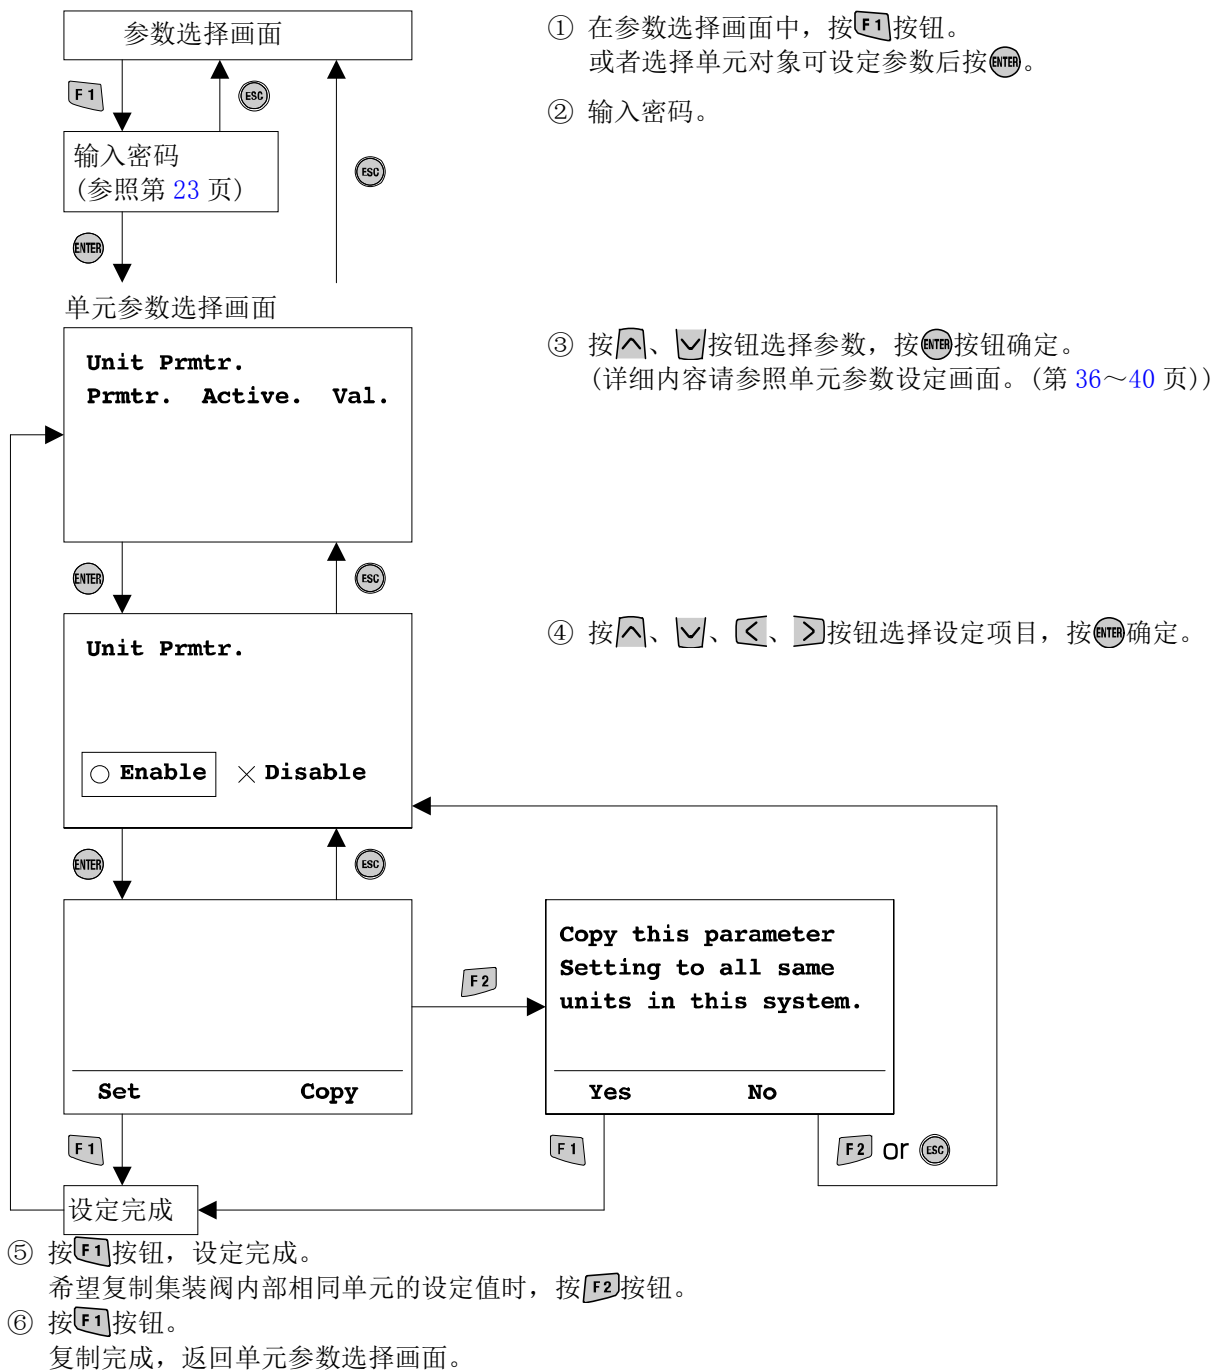 参数选择画面
① 在参数选择画面中，按F1按钮。
或者选择单元对象可设定参数后按ENTER。
F1
ESC
② 输入密码。
输入密码
(参照第 23 页)
ESC
ENTER
单元参数选择画面
Unit Prmtr.
Prmtr. Active. Val.
③ 按、按钮选择参数，按ENTER按钮确定。
(详细内容请参照单元参数设定画面。(第 36～40 页))
ENTER
ESC
Unit Prmtr.
○ Enable × Disable
④ 按、、、按钮选择设定项目，按ENTER确定。
ENTER
ESC
F2
Copy this parameter
Setting to all same
units in this system.
Set Copy
Yes No
F1
F1
F2 or ESC
设定完成
⑤ 按F1按钮，设定完成。
希望复制集装阀内部相同单元的设定值时，按F2按钮。
⑥ 按F1按钮。
复制完成，返回单元参数选择画面。